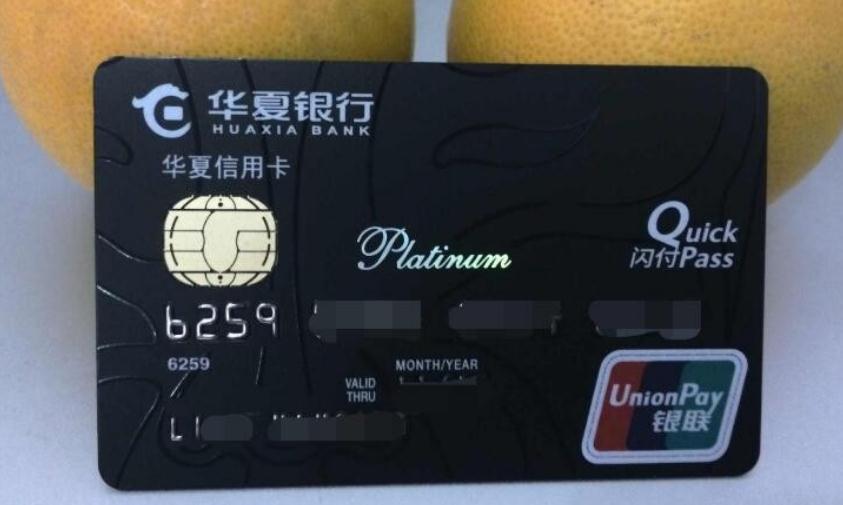 华夏银行
HUAXIA BANK
华夏信用卡
Platinum
Quick
闪付Pass
6259
6259
MONTH/YEAR
VALID
THRU
UnionPay
银联